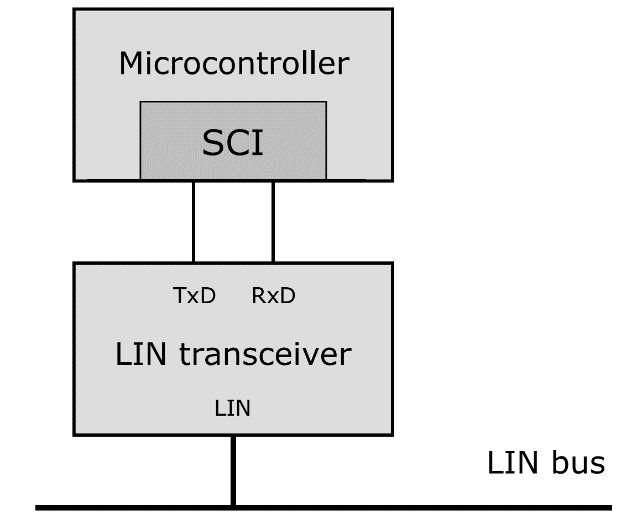 Microcontroller
SCI
TxD RxD
LIN transceiver
LIN
LIN bus